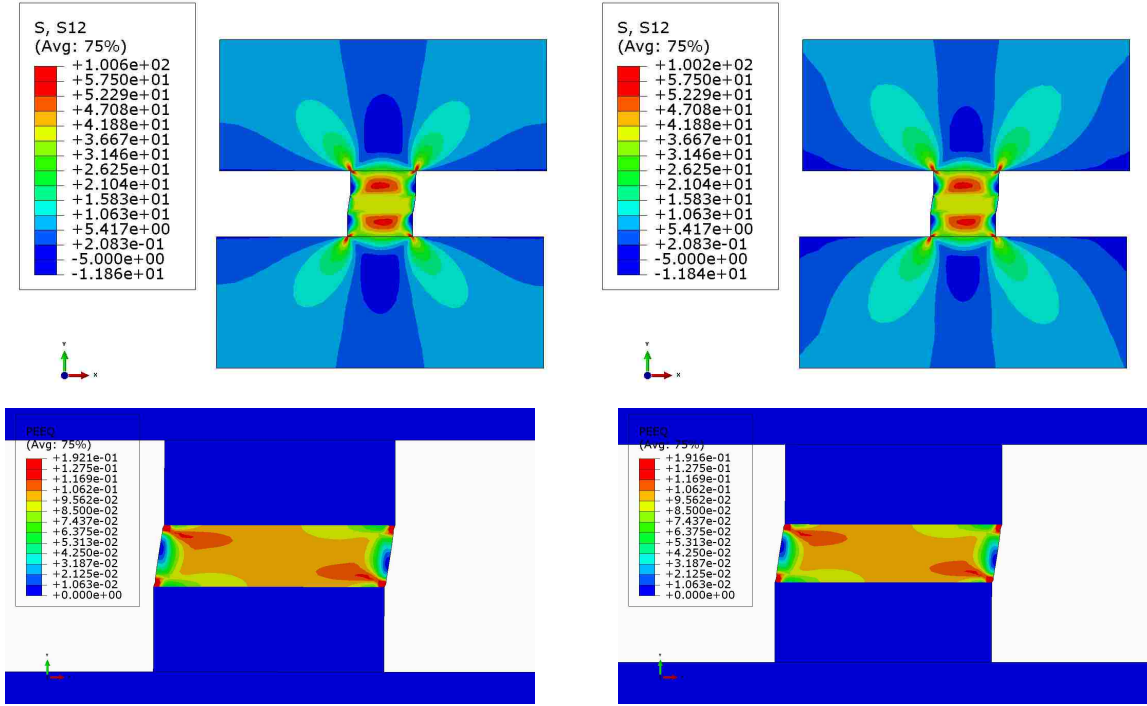 S, S12
(Avg: 75%)
+1.006e+02
+5.750e+01
+5.229e+01
+4.708e+01
+4.188e+01
+3.667e+01
+3.146e+01
+2.625e+01
+2.104e+01
+1.583e+01
+1.063e+01
+5.417e+00
+2.083e-01
-5.000e+00
-1.186e+01
Y
X
S, S12
(Avg: 75%)
+1.002e+02
+5.750e+01
+5.229e+01
+4.708e+01
+4.188e+01
+3.667e+01
+3.146e+01
+2.625e+01
+2.104e+01
+1.583e+01
+1.063e+01
+5.417e+00
+2.083e-01
-5.000e+00
-1.184e+01
Y
X
PEEQ
(Avg: 75%)
+1.921e-01
+1.275e-01
+1.169e-01
+1.062e-01
+9.562e-02
+8.500e-02
+7.437e-02
+6.375e-02
+5.312e-02
+4.250e-02
+3.187e-02
+2.125e-02
+1.063e-02
+0.000e+00
Y
PEEQ
(Avg: 75%)
+1.916e-01
+1.275e-01
+1.169e-01
+1.062e-01
+9.562e-02
+8.500e-02
+7.437e-02
+6.375e-02
+5.312e-02
+4.250e-02
+3.187e-02
+2.125e-02
+1.063e-02
+0.000e+00
Y